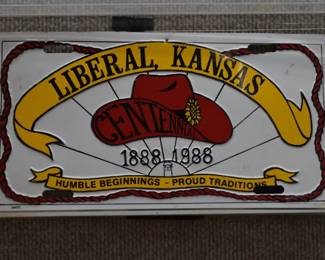 LIBERAL, KANSAS
CENTENNIAL
1888-1988
HUMBLE BEGINNINGS - PROUD TRADITIONS